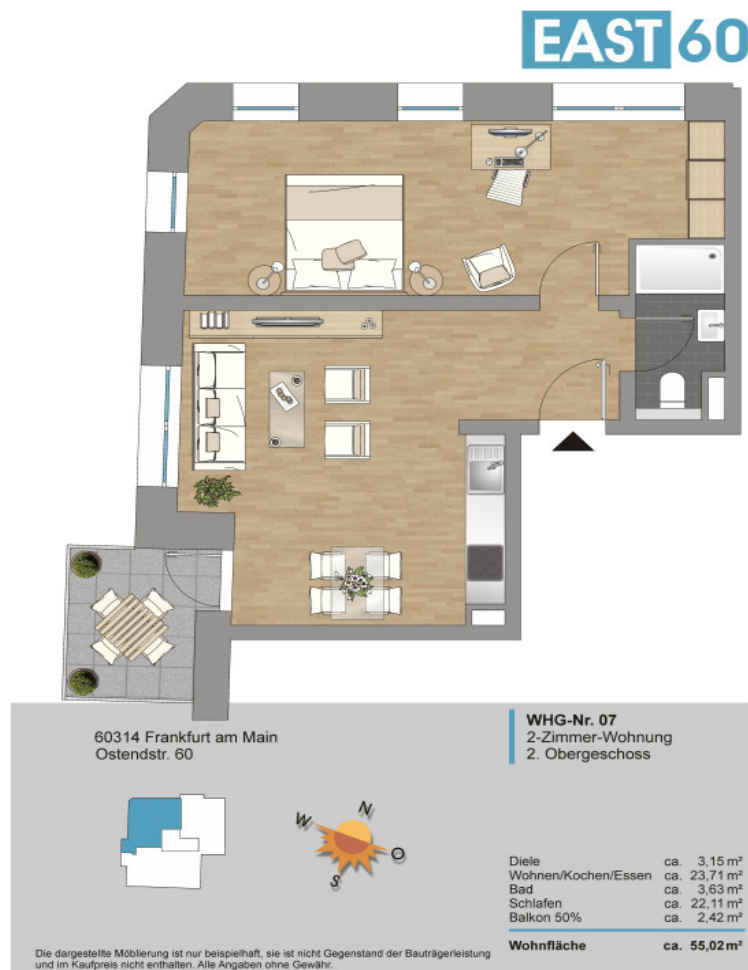 EAST 60
60314 Frankfurt am Main
Ostendstr. 60
WHG-Nr. 07
2-Zimmer-Wohnung
2. Obergeschoss
N
W
O
S
Diele ca. 3,15 m²
Wohnen/Kochen/Essen ca. 23,71 m²
Bad ca. 3,63 m²
Schlafen ca. 22,11 m²
Balkon 50% ca. 2,42 m²
Wohnfläche ca. 55,02 m²
Die dargestellte Möblierung ist nur beispielhaft, sie ist nicht Gegenstand der Bauträgerleistung
und im Kaufpreis nicht enthalten. Alle Angaben ohne Gewähr.